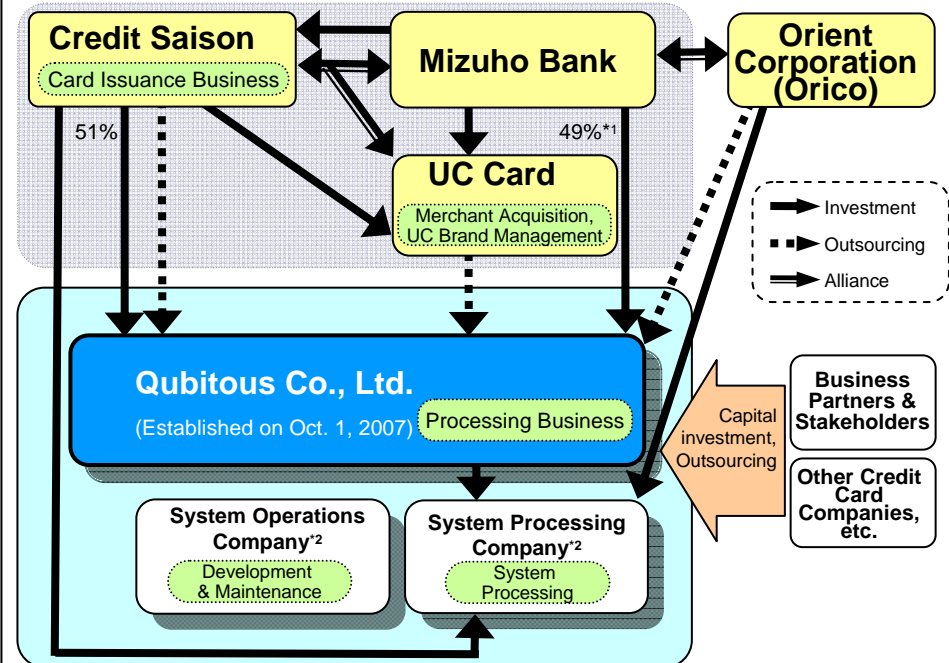 Credit Saison
Card Issuance Business
Mizuho Bank
Orient
Corporation
(Orico)
51%
49%*1
UC Card
Merchant Acquisition,
UC Brand Management
Investment
Outsourcing
Alliance
Qubitous Co., Ltd.
(Established on Oct. 1, 2007)
Processing Business
Capital
investment,
Outsourcing
Business
Partners &
Stakeholders
Other Credit
Card
Companies,
etc.
System Operations
Company*2
Development
& Maintenance
System Processing
Company*2
System
Processing